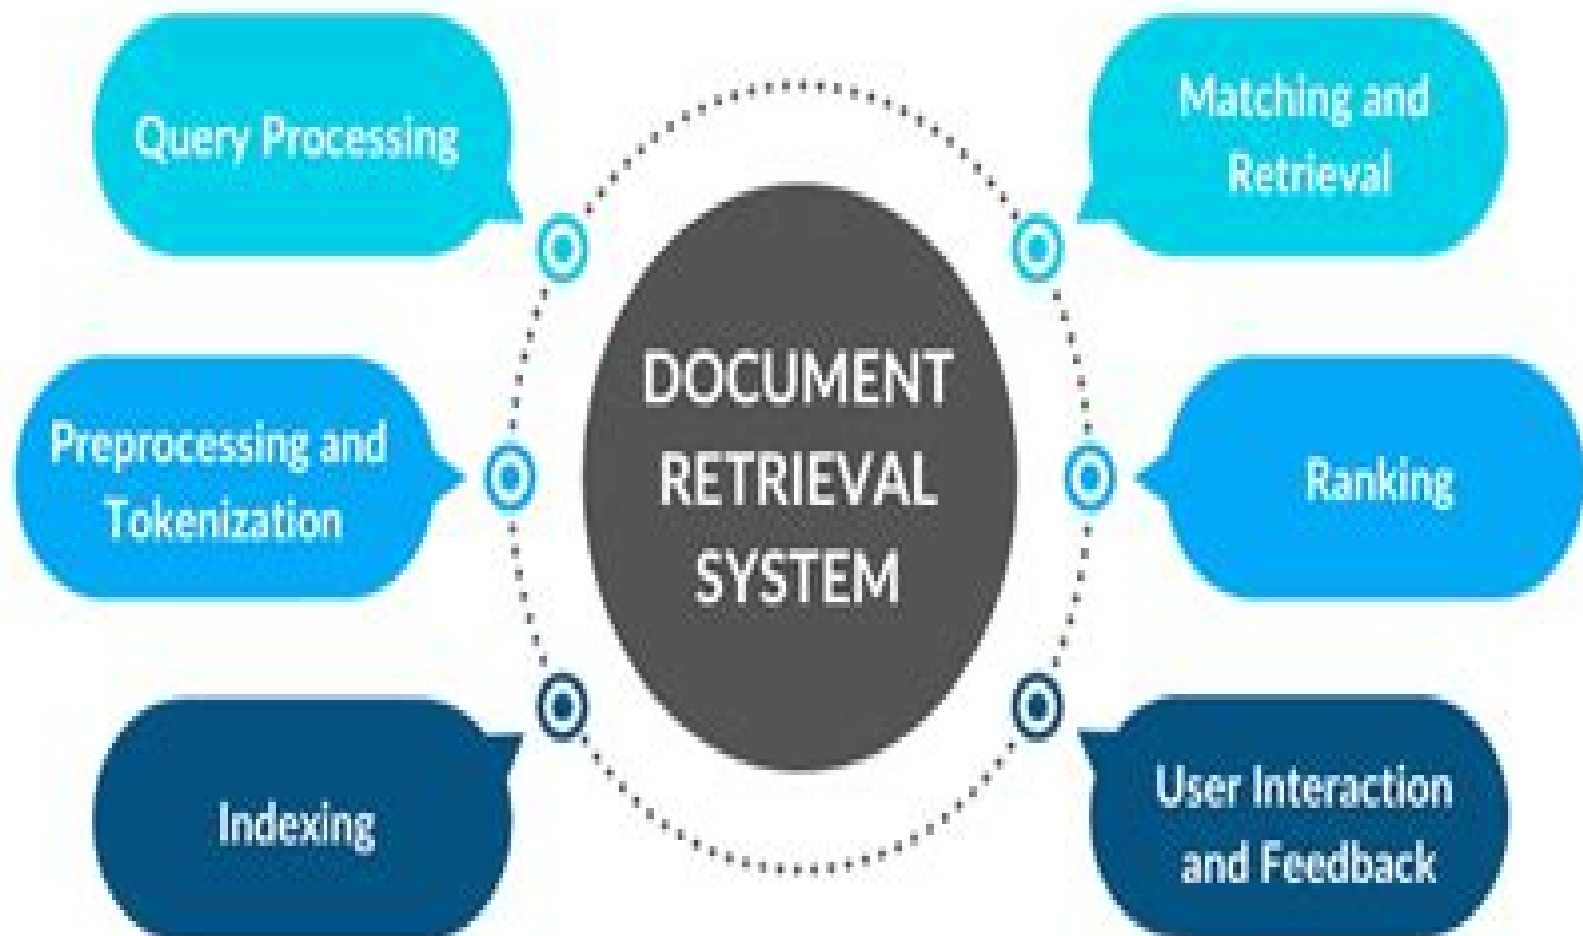 Query Processing
Preprocessing and
Tokenization
Indexing
DOCUMENT
RETRIEVAL
SYSTEM
Matching and
Retrieval
Ranking
User Interaction
and Feedback